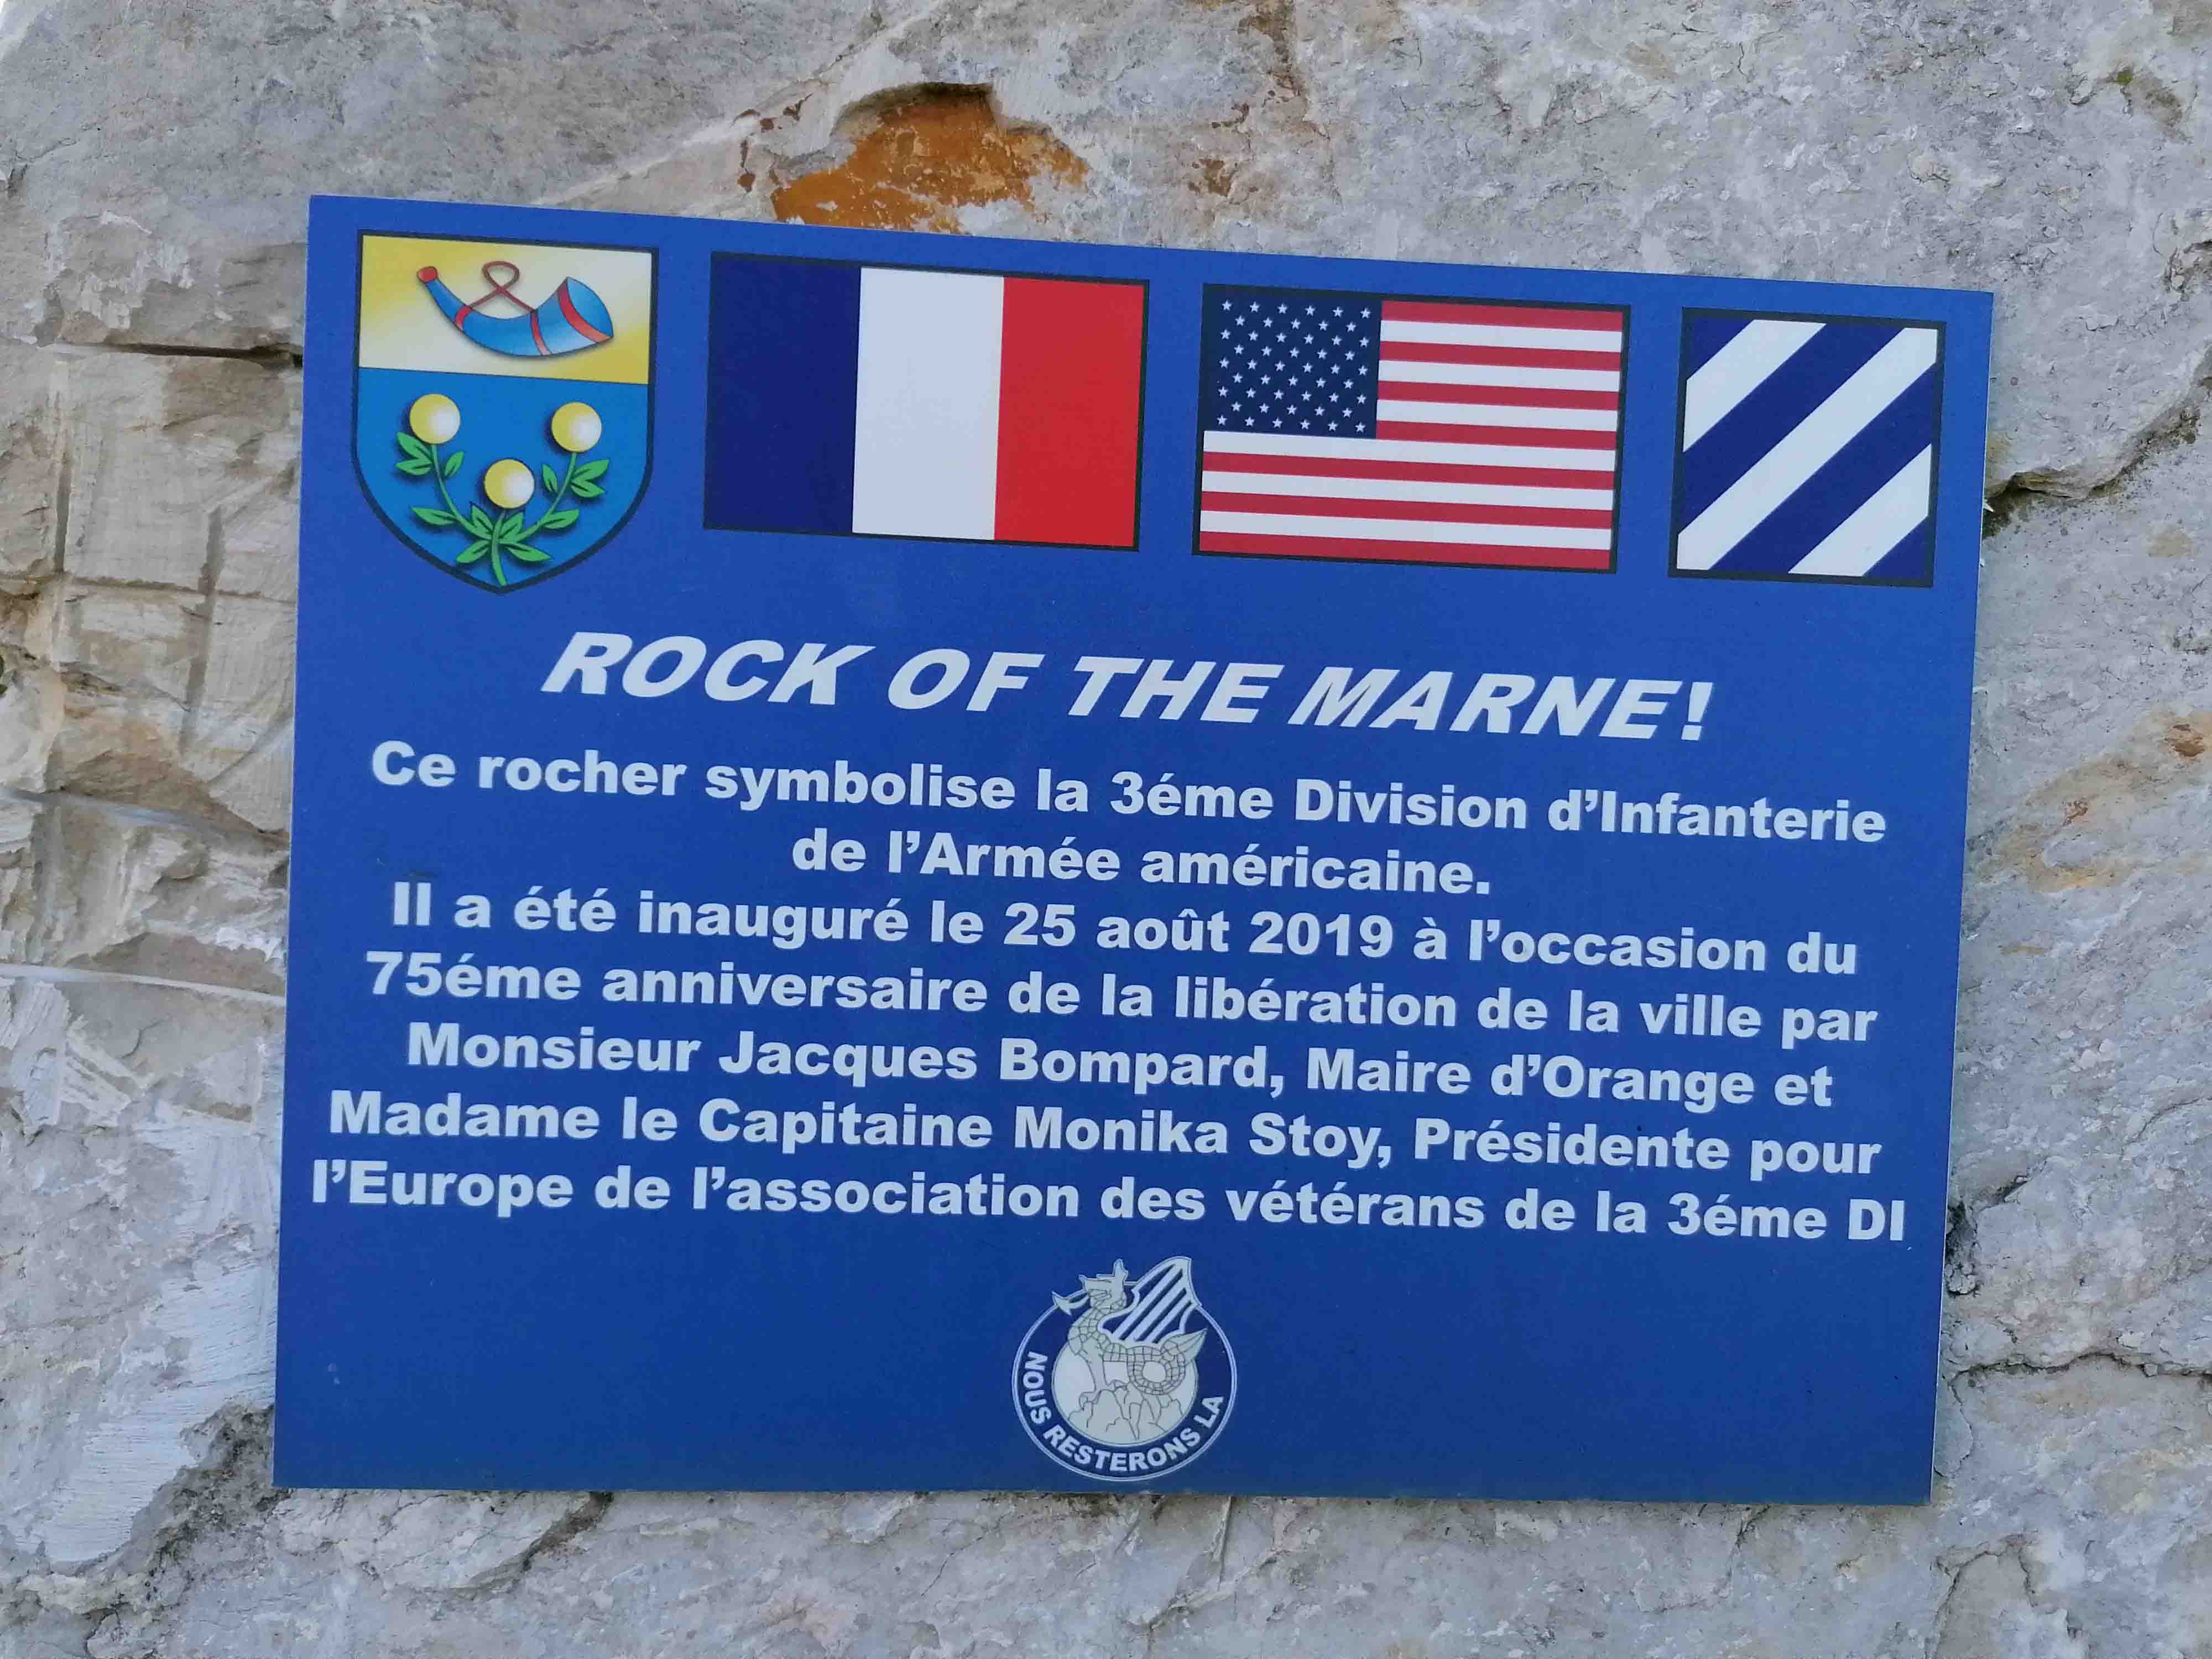 ROCK OF THE MARNE!
Ce rocher symbolise la 3éme Division d'Infanterie
de l'Armée américaine.
Il a été inauguré le 25 août 2019 à l'occasion du
75éme anniversaire de la libération de la ville par
Monsieur Jacques Bompard, Maire d'Orange et
Madame le Capitaine Monika Stoy, Présidente pour
l'Europe de l'association des vétérans de la 3éme DI
NOUS RESTERONS LA